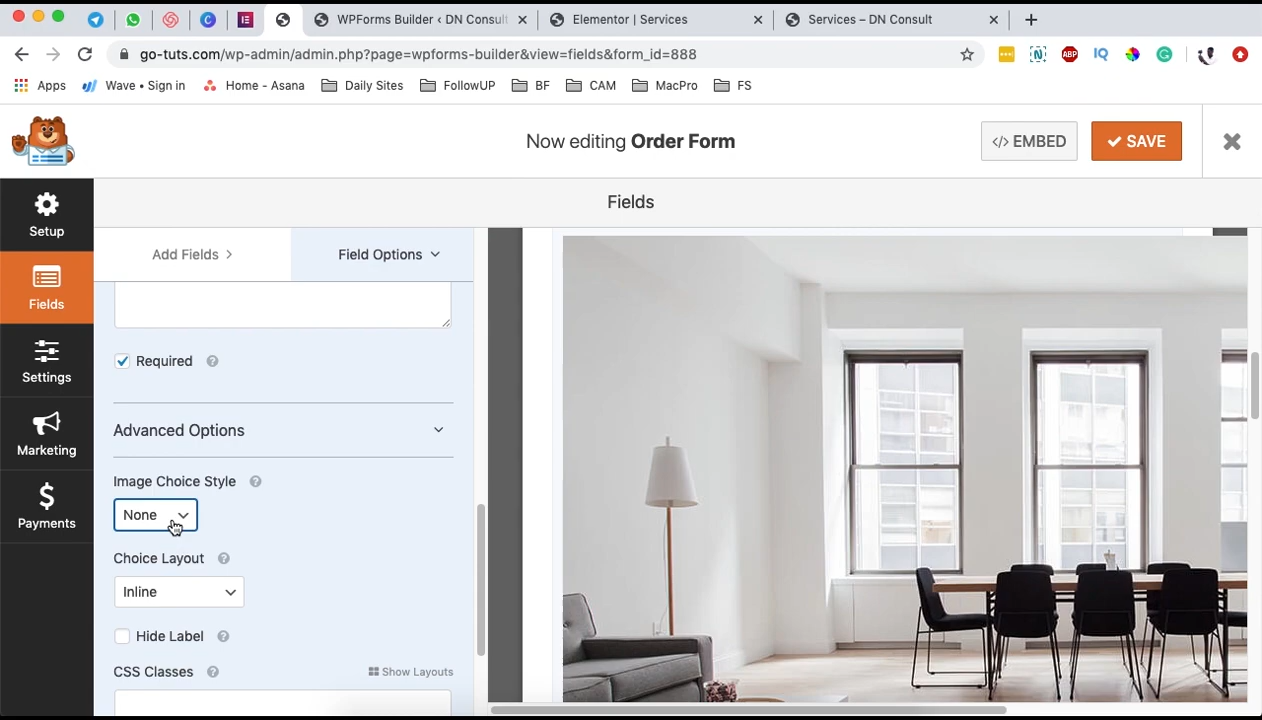 WPForms Builder ‹ DN Consult
Elementor | Services
Services – DN Consult
go-tuts.com/wp-admin/admin.php?page=wpforms-builder&view=fields&form_id=888
Apps
Wave • Sign in
Home - Asana
Daily Sites
FollowUP
BF
CAM
MacPro
FS
Now editing Order Form
</> EMBED
SAVE
Setup
Fields
Settings
Marketing
Payments
Fields
Add Fields
Field Options
Required
Advanced Options
Image Choice Style
None
Choice Layout
Inline
Hide Label
CSS Classes
Show Layouts